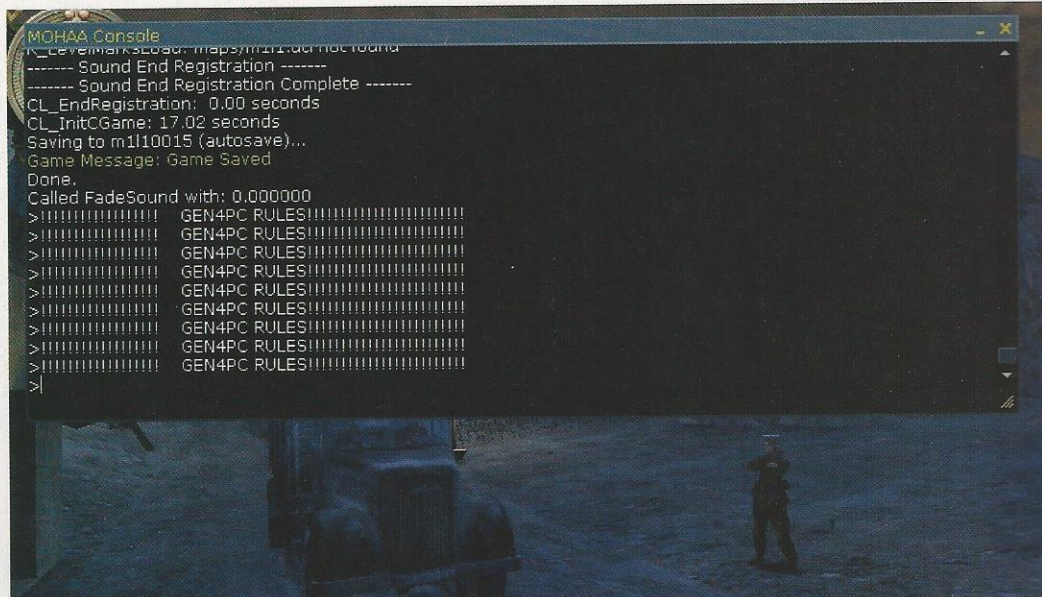 MOHAA Console
------- Sound End Registration -------
------- Sound End Registration Complete -------
CL_EndRegistration:  0.00 seconds
CL_InitCGame: 17.02 seconds
Saving to m1l10015 (autosave)...
Game Message: Game Saved
Done.
Called FadeSound with: 0.000000
>!!!!!!!!!!!!!!!!!!   GEN4PC RULES!!!!!!!!!!!!!!!!!!!!!!!!
>!!!!!!!!!!!!!!!!!!   GEN4PC RULES!!!!!!!!!!!!!!!!!!!!!!!!
>!!!!!!!!!!!!!!!!!!   GEN4PC RULES!!!!!!!!!!!!!!!!!!!!!!!!
>!!!!!!!!!!!!!!!!!!   GEN4PC RULES!!!!!!!!!!!!!!!!!!!!!!!!
>!!!!!!!!!!!!!!!!!!   GEN4PC RULES!!!!!!!!!!!!!!!!!!!!!!!!
>!!!!!!!!!!!!!!!!!!   GEN4PC RULES!!!!!!!!!!!!!!!!!!!!!!!!
>!!!!!!!!!!!!!!!!!!   GEN4PC RULES!!!!!!!!!!!!!!!!!!!!!!!!
>!!!!!!!!!!!!!!!!!!   GEN4PC RULES!!!!!!!!!!!!!!!!!!!!!!!!
>!!!!!!!!!!!!!!!!!!   GEN4PC RULES!!!!!!!!!!!!!!!!!!!!!!!!
>